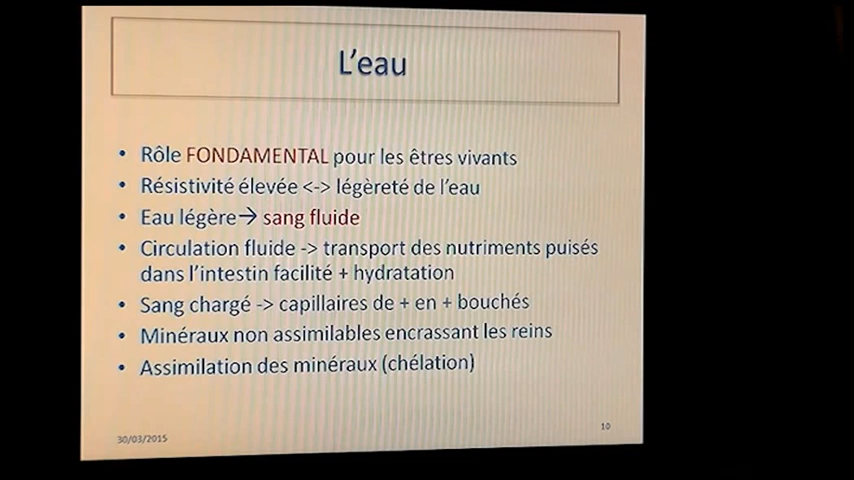 L'eau
• Rôle FONDAMENTAL pour les êtres vivants
• Résistivité élevée <-> légèreté de l'eau
• Eau légère→ sang fluide
• Circulation fluide -> transport des nutriments puisés
dans l'intestin facilité + hydratation
• Sang chargé -> capillaires de + en + bouchés
• Minéraux non assimilables encrassant les reins
• Assimilation des minéraux (chélation)
30/03/2015
10